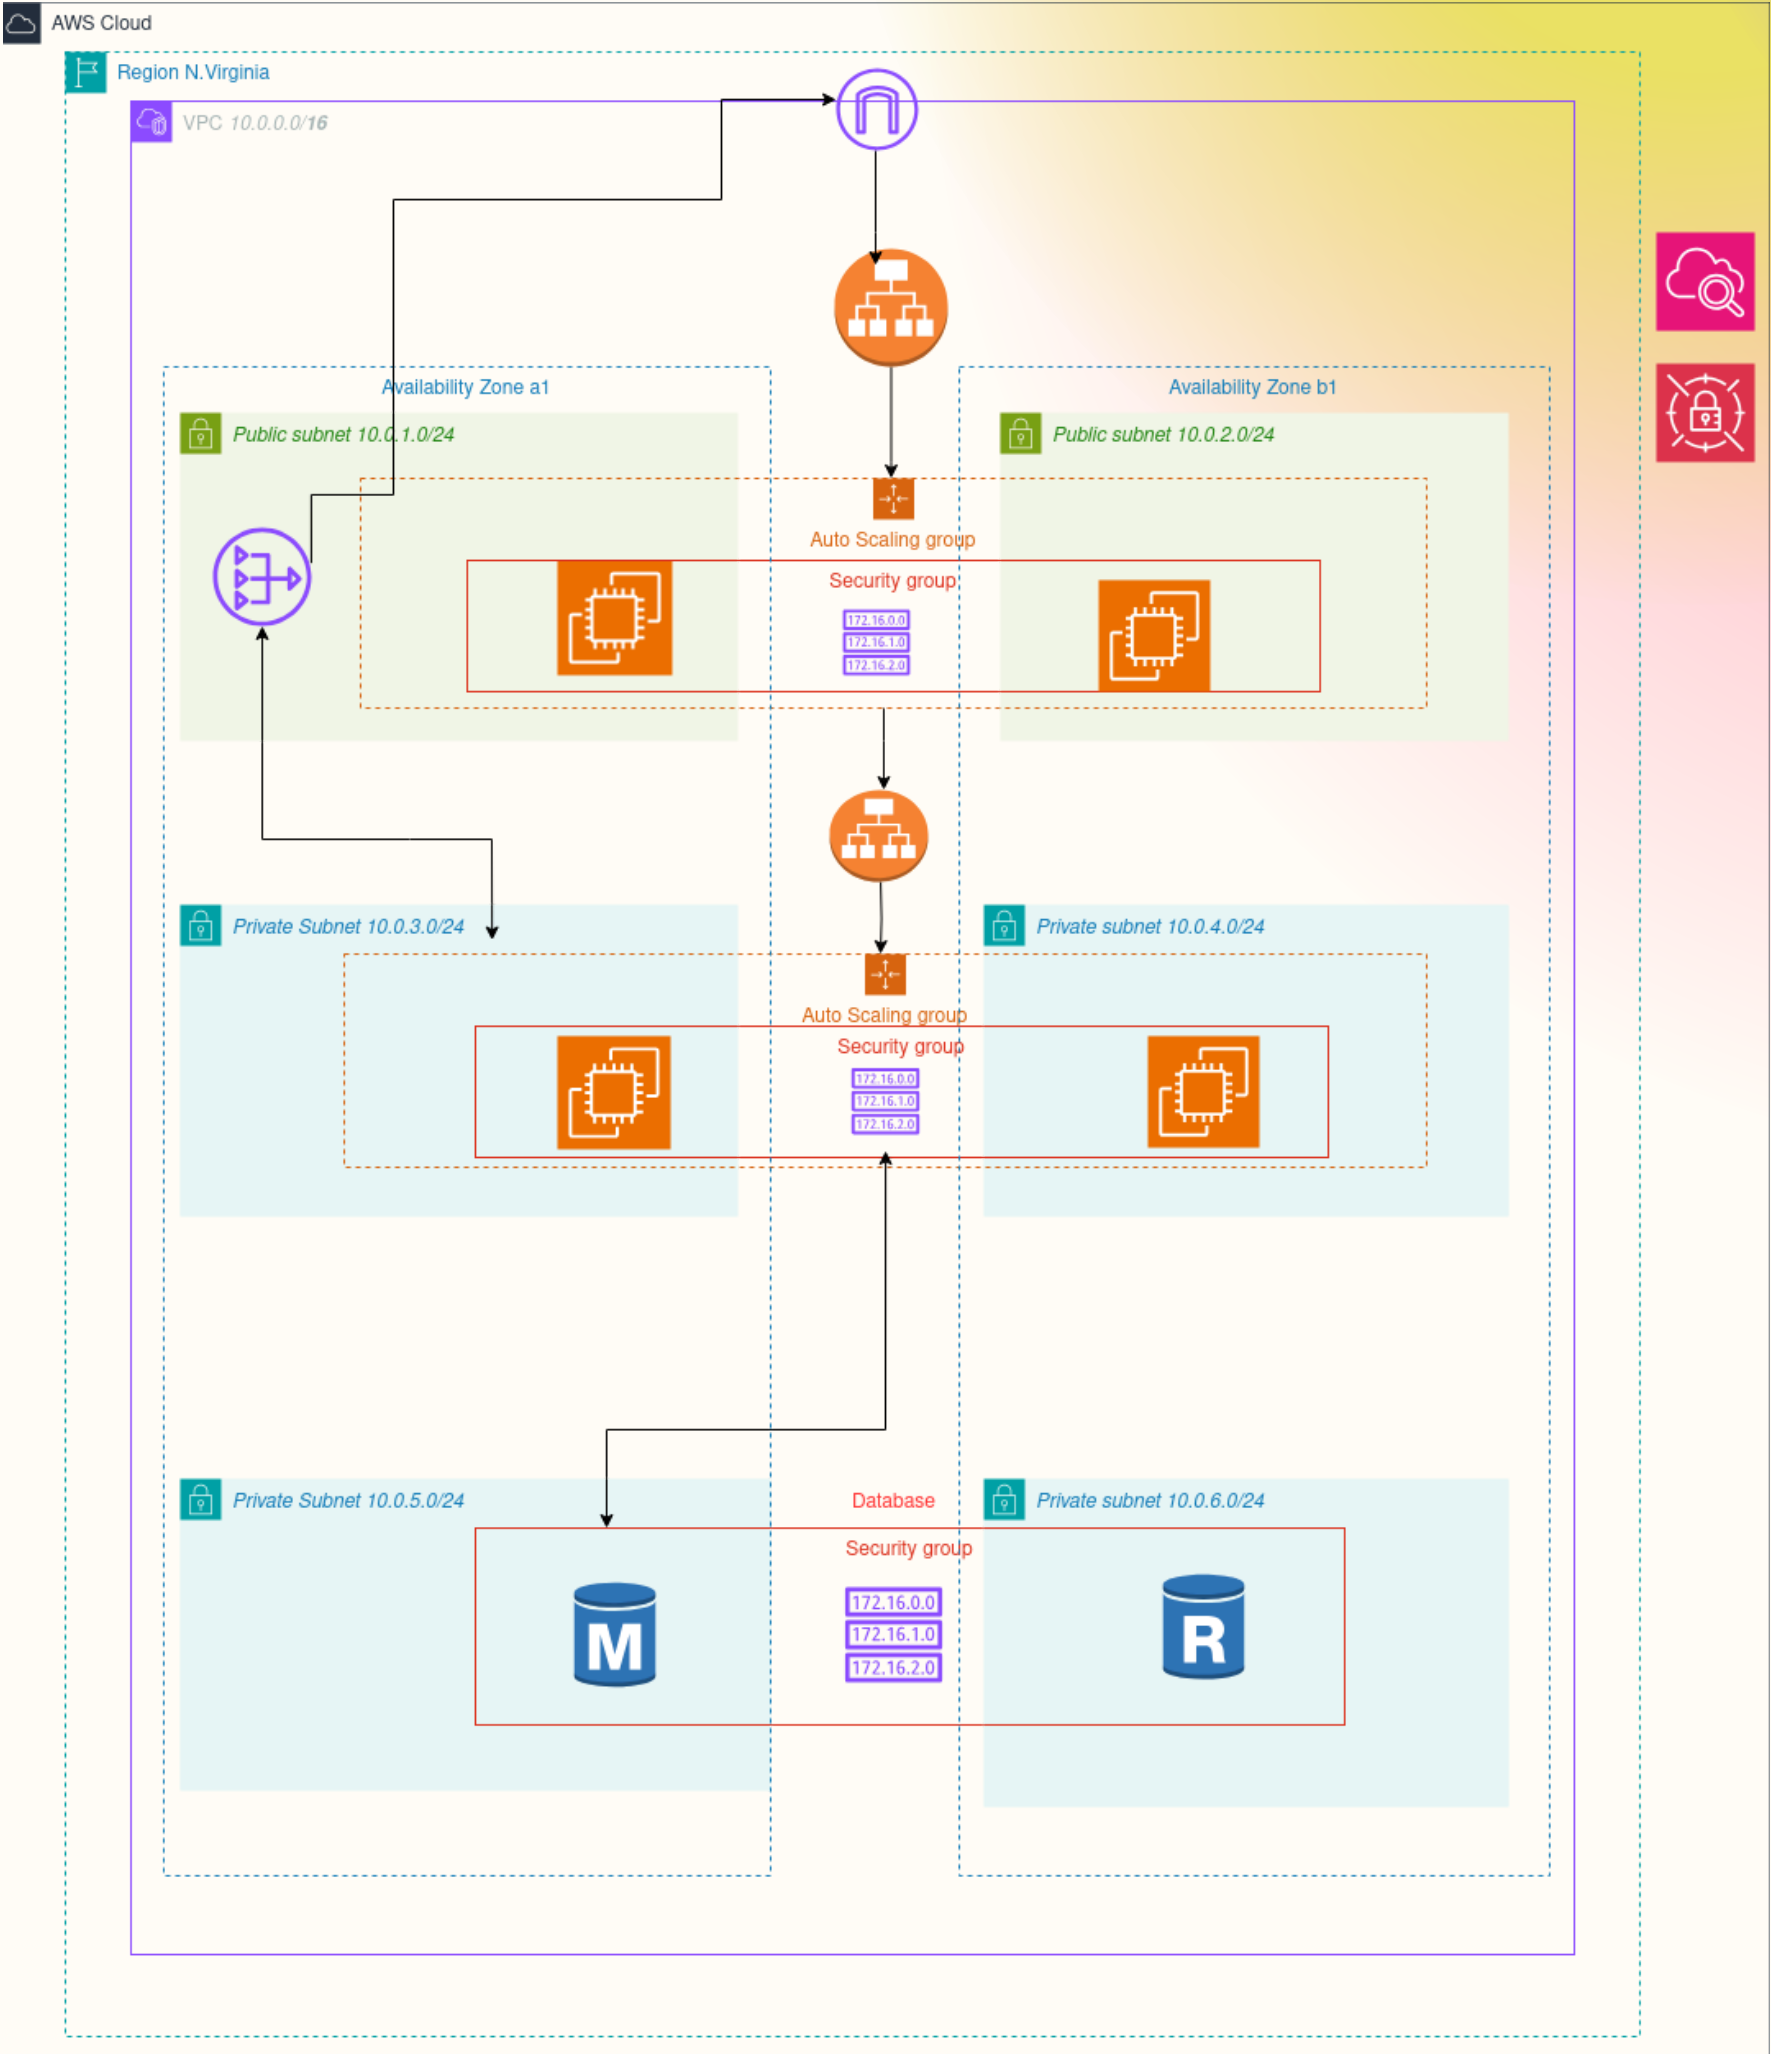 AWS Cloud
Region N.Virginia
VPC 10.0.0.0/16
Availability Zone a1
Availability Zone b1
Public subnet 10.0.1.0/24
Public subnet 10.0.2.0/24
Auto Scaling group
Security group
172.16.0.0
172.16.1.0
172.16.2.0
Private Subnet 10.0.3.0/24
Private subnet 10.0.4.0/24
Auto Scaling group
Security group
172.16.0.0
172.16.1.0
172.16.2.0
Private Subnet 10.0.5.0/24
Database
Private subnet 10.0.6.0/24
Security group
M
172.16.0.0
172.16.1.0
172.16.2.0
R